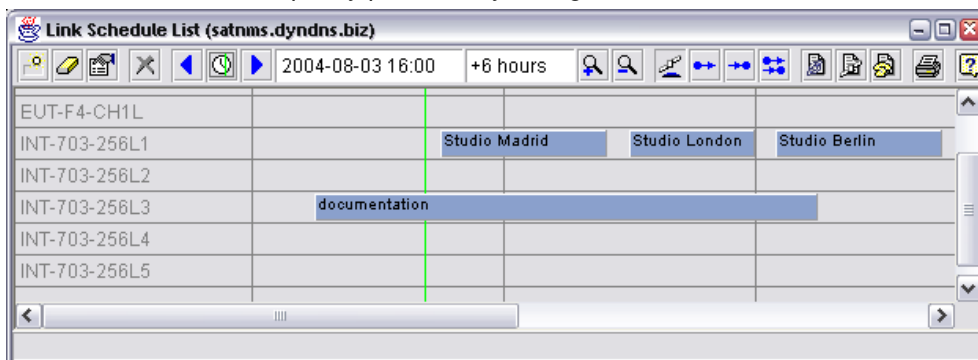 Link Schedule List (satnms.dyndns.biz)
2004-08-03 16:00 +6 hours
EUT-F4-CH1L
INT-703-256L1 Studio Madrid Studio London Studio Berlin
INT-703-256L2
INT-703-256L3 documentation
INT-703-256L4
INT-703-256L5